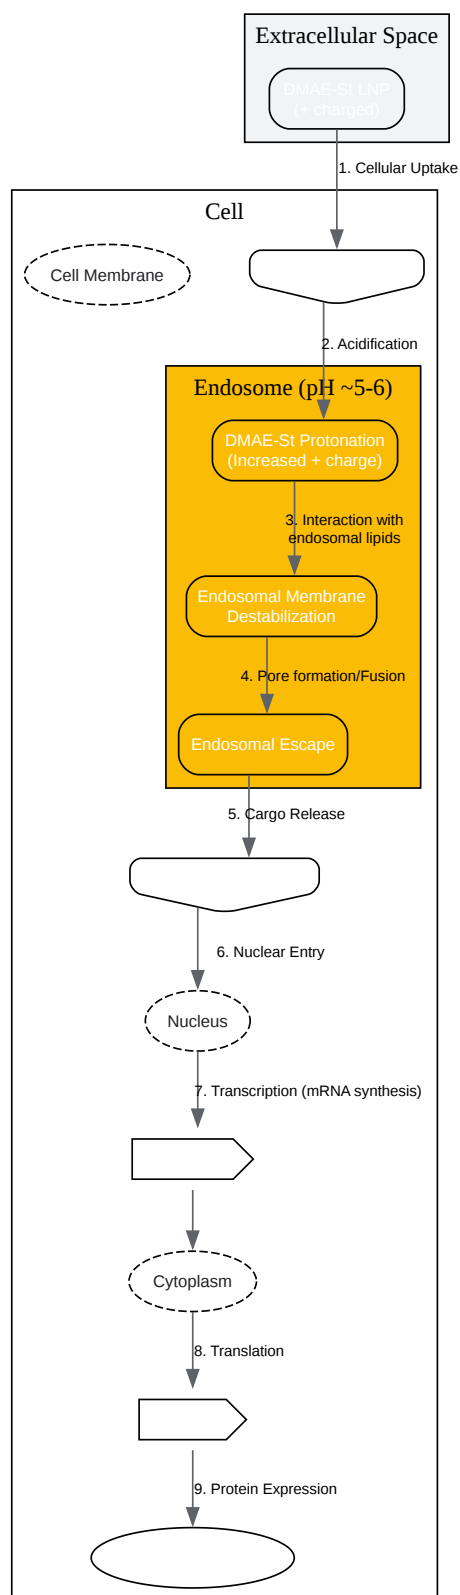 Extracellular Space
DMAE-St LNP
(+ charged)
1. Cellular Uptake
Cell
Cell Membrane
2. Acidification
Endosome (pH ~5-6)
DMAE-St Protonation
(Increased + charge)
3. Interaction with
endosomal lipids
Endosomal Membrane
Destabilization
4. Pore formation/Fusion
Endosomal Escape
5. Cargo Release
6. Nuclear Entry
Nucleus
7. Transcription (mRNA synthesis)
Cytoplasm
8. Translation
9. Protein Expression